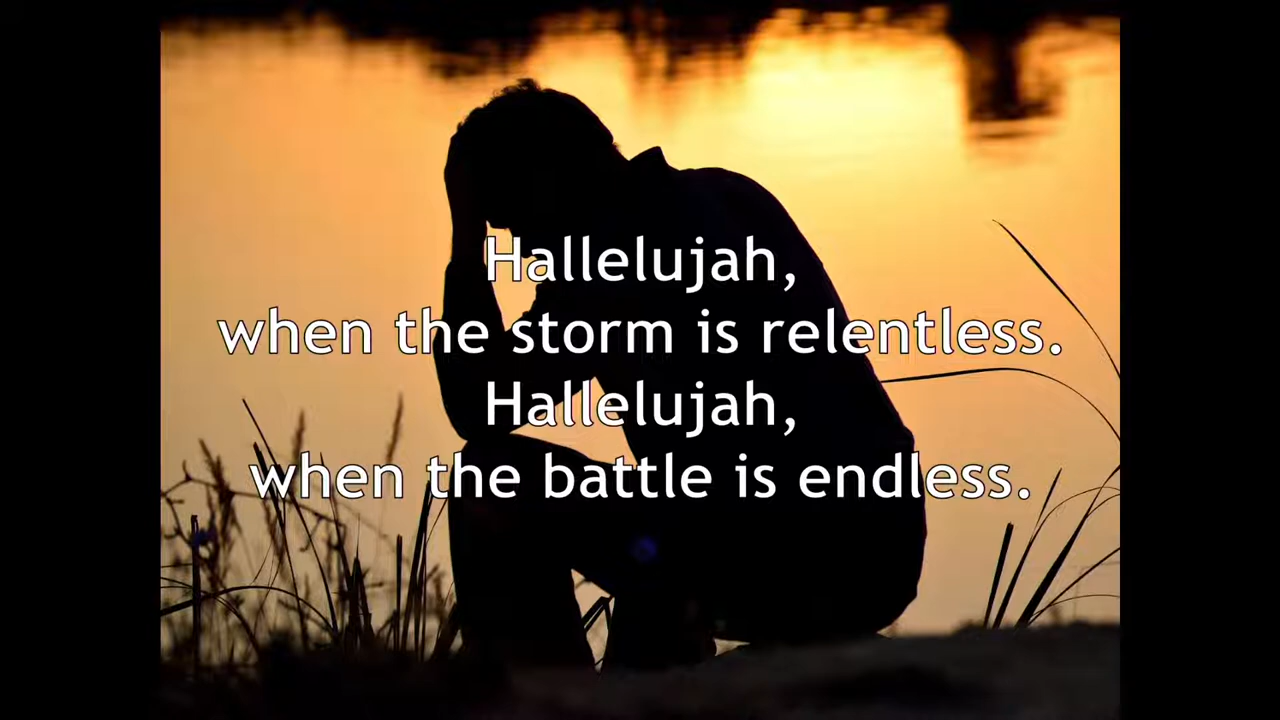 Hallelujah,
when the storm is relentless.
Hallelujah,
when the battle is endless.